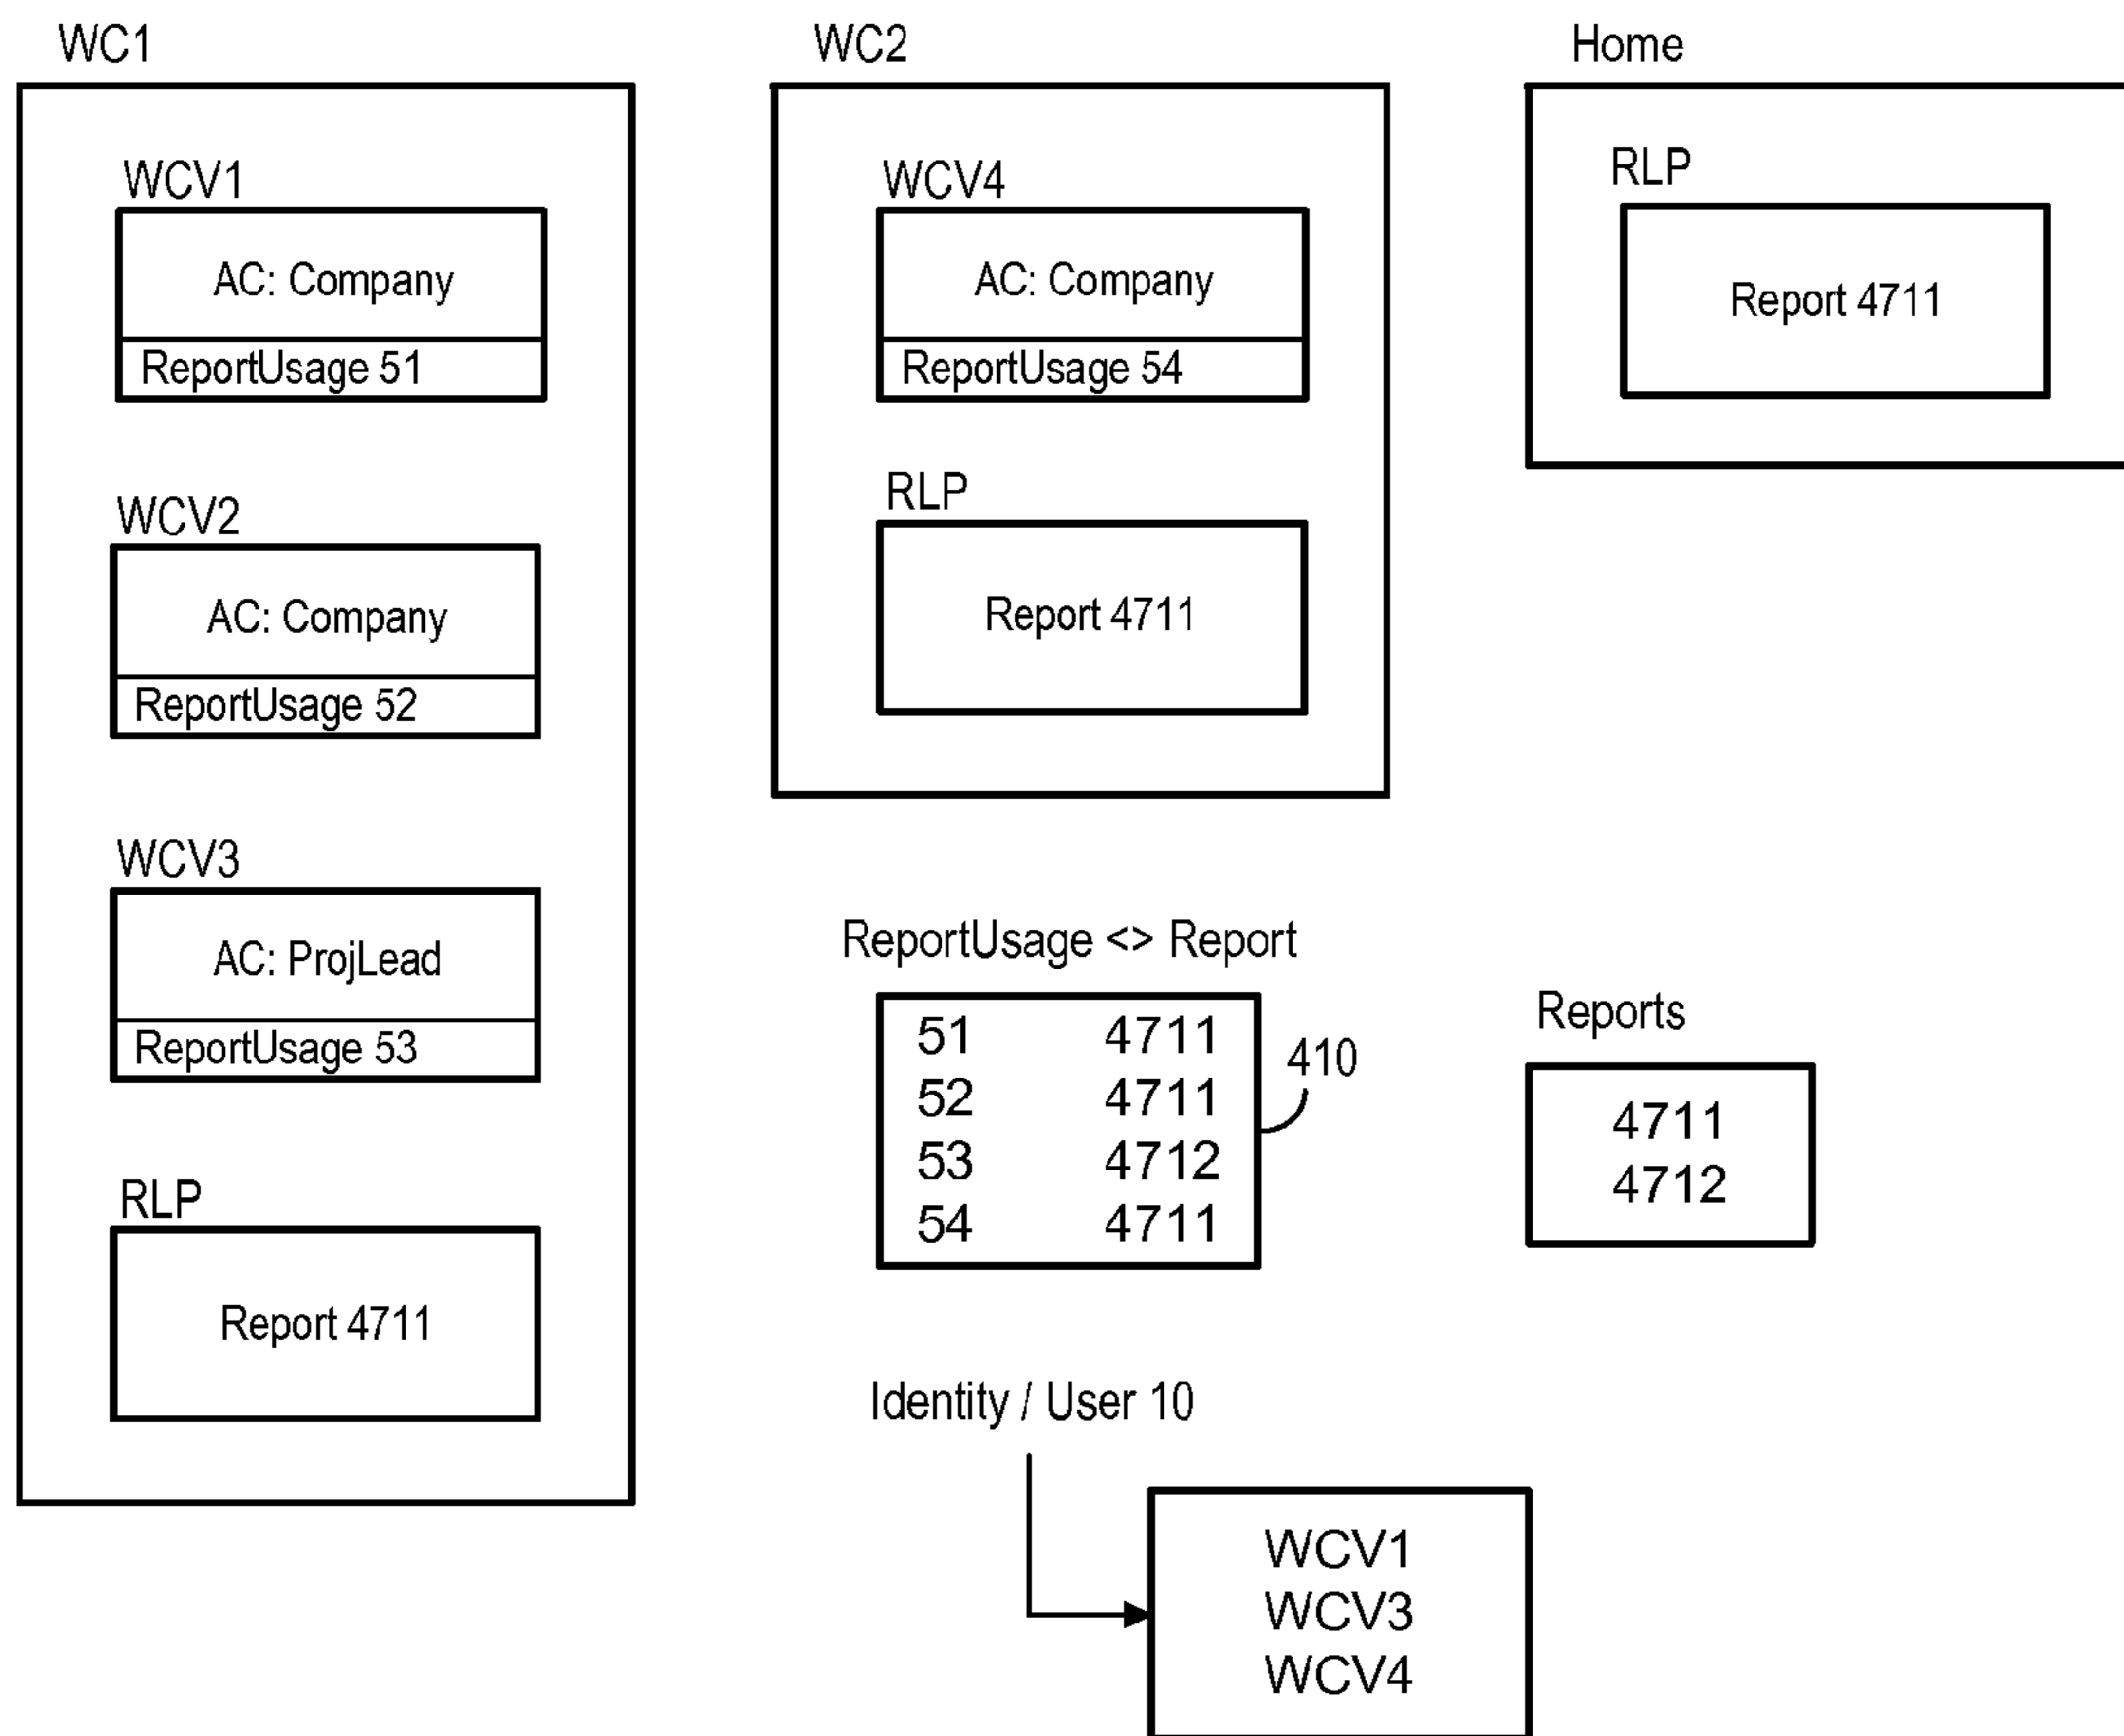 WC1
WCV1
AC: Company
ReportUsage 51
WCV2
AC: Company
ReportUsage 52
WCV3
AC: ProjLead
ReportUsage 53
RLP
Report 4711
WC2
WCV4
AC: Company
ReportUsage 54
RLP
Report 4711
Home
RLP
Report 4711
ReportUsage <> Report
51 4711
52 4711
53 4712
54 4711
410
Reports
4711
4712
Identity / User 10
WCV1
WCV3
WCV4